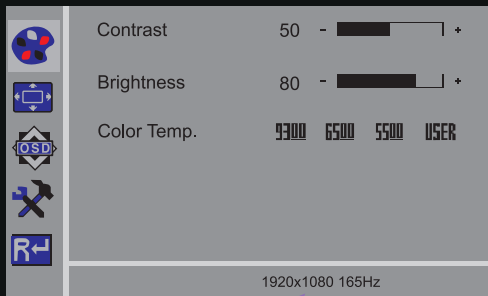 Contrast 50 - +
Brightness 80 - +
Color Temp. 9300 6500 5500 USER
OSD
R
1920x1080 165Hz